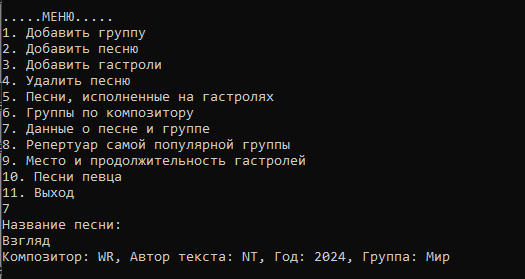 .....МЕНЮ.....
1. Добавить группу
2. Добавить песню
3. Добавить гастроли
4. Удалить песню
5. Песни, исполненные на гастролях
6. Группы по композитору
7. Данные о песне и группе
8. Репертуар самой популярной группы
9. Место и продолжительность гастролей
10. Песни певца
11. Выход
7
Название песни:
Взгляд
Композитор: WR, Автор текста: NT, Год: 2024, Группа: Мир